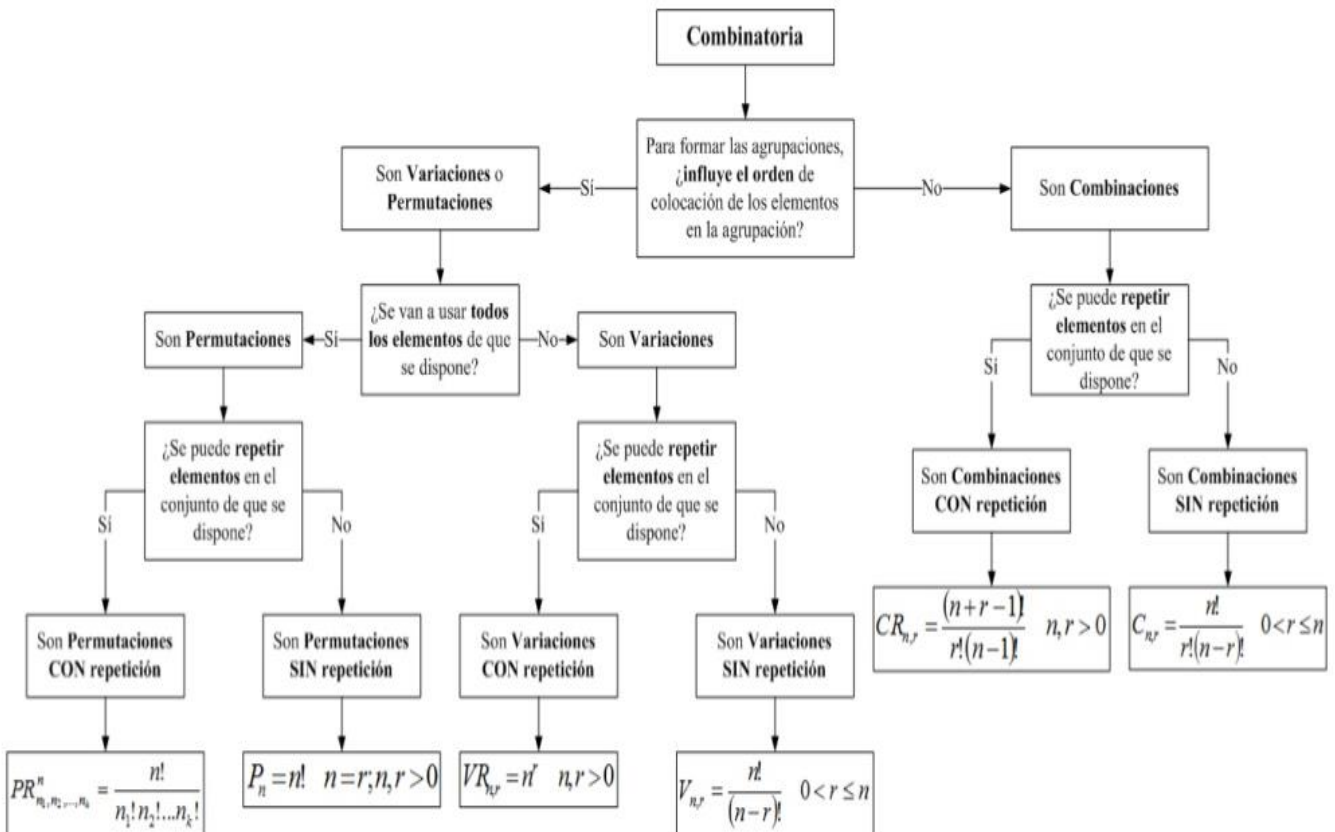 Combinatoria
Para formar las agrupaciones,
¿influye el orden de
colocación de los elementos
en la agrupación?
Sí
No
Son Variaciones o
Permutaciones
Son Combinaciones
¿Se van a usar todos
los elementos de que
se dispone?
Sí
No
Son Permutaciones
Son Variaciones
¿Se puede repetir
elementos en el
conjunto de que se
dispone?
Sí
No
¿Se puede repetir
elementos en el
conjunto de que se
dispone?
Sí
No
¿Se puede repetir
elementos en el
conjunto de que se
dispone?
Sí
No
Son Combinaciones
CON repetición
Son Combinaciones
SIN repetición
CR_{n,r} = (n+r-1)! / r!(n-1)! n,r>0
C_{n,r} = n! / r!(n-r)! 0<r≤n
Son Permutaciones
CON repetición
Son Permutaciones
SIN repetición
Son Variaciones
CON repetición
Son Variaciones
SIN repetición
PR^{n}_{n_1,n_2,...,n_k} = n! / n_1! n_2!...n_k!
P_n = n! n=r; n,r>0
VR_{n,r} = n^r n,r>0
V_{n,r} = n! / (n-r)! 0<r≤n